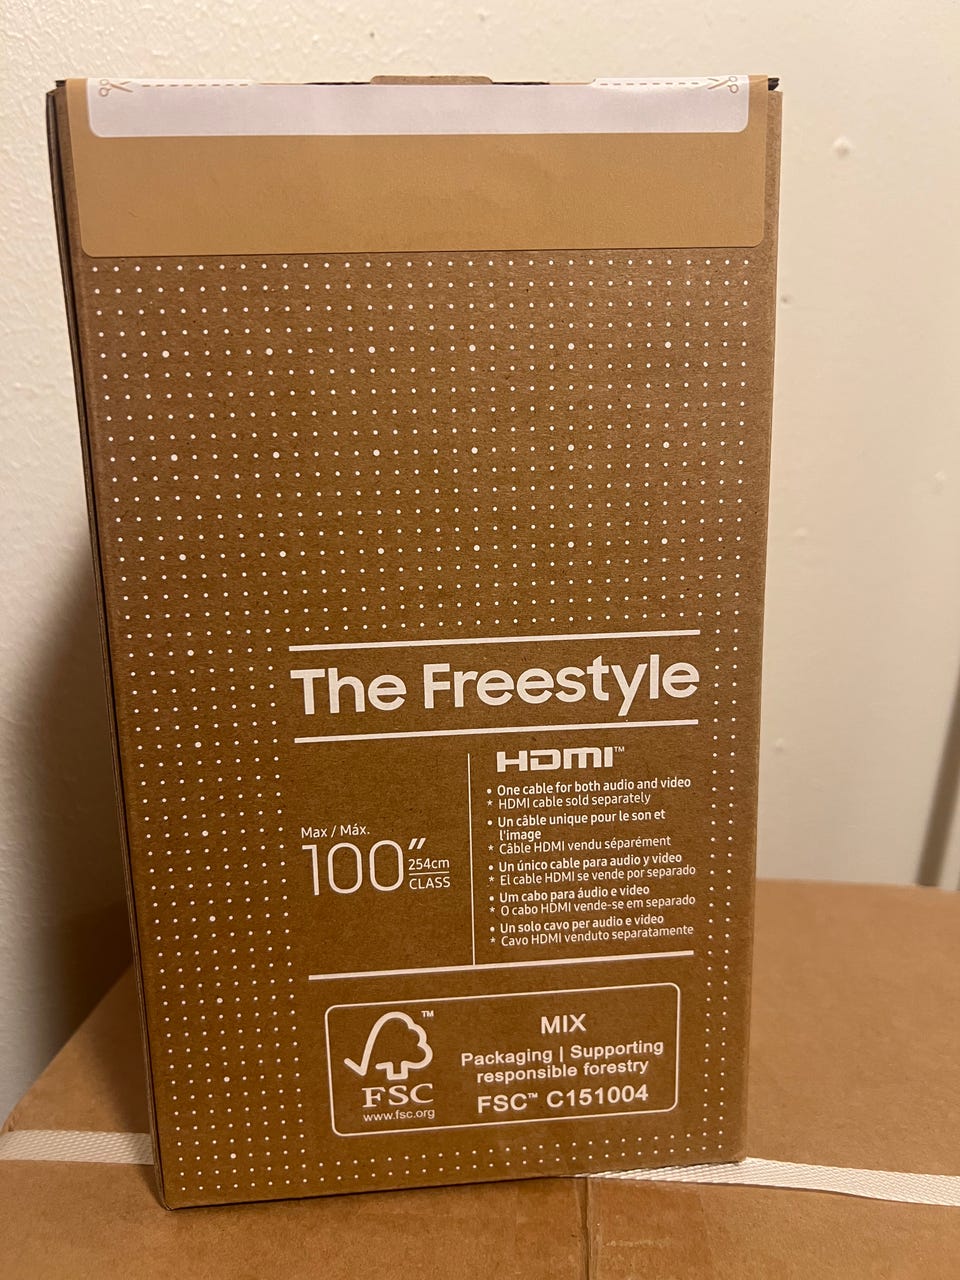 The Freestyle
Max / Máx.
100″
254cm
CLASS
HDMI™
• One cable for both audio and video
* HDMI cable sold separately
• Un câble unique pour le son et
l'image
* Câble HDMI vendu séparément
• Un único cable para audio y video
* El cable HDMI se vende por separado
• Um cabo para áudio e video
* O cabo HDMI vende-se em separado
• Un solo cavo per audio e video
* Cavo HDMI venduto separatamente
™
FSC
www.fsc.org
MIX
Packaging | Supporting
responsible forestry
FSC™ C151004